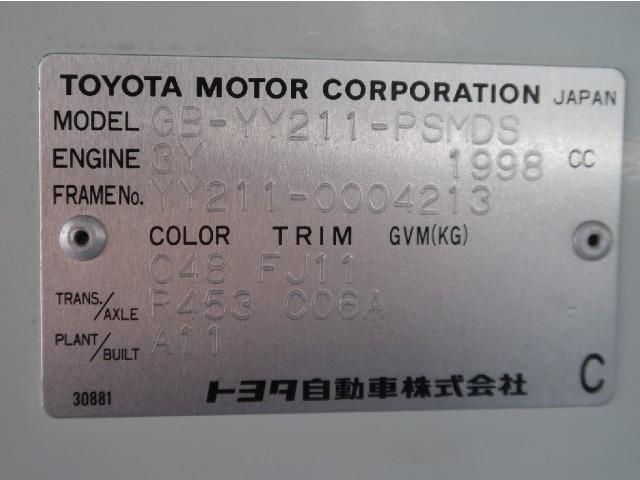 TOYOTA MOTOR CORPORATION JAPAN
MODEL GB-YY211-PSMDS
ENGINE 3Y 1998 CC
FRAME No. YY211-0004213
COLOR TRIM GVM(KG)
048 FJ11
TRANS./AXLE R453 C06A
PLANT/BUILT A11
30881 トヨタ自動車株式会社 C